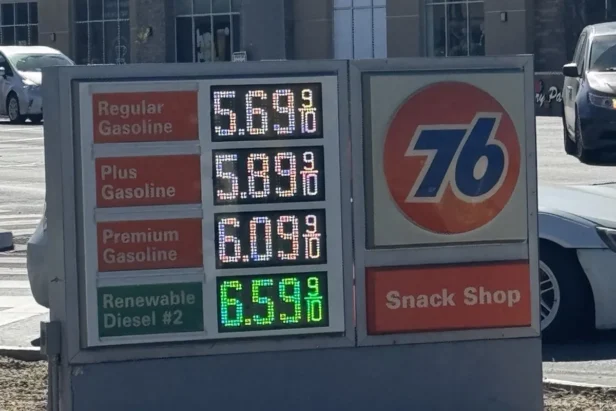 Regular
Gasoline
5.69 9/10
Plus
Gasoline
5.89 9/10
Premium
Gasoline
6.09 9/10
Renewable
Diesel #2
6.59 9/10
76
Snack Shop